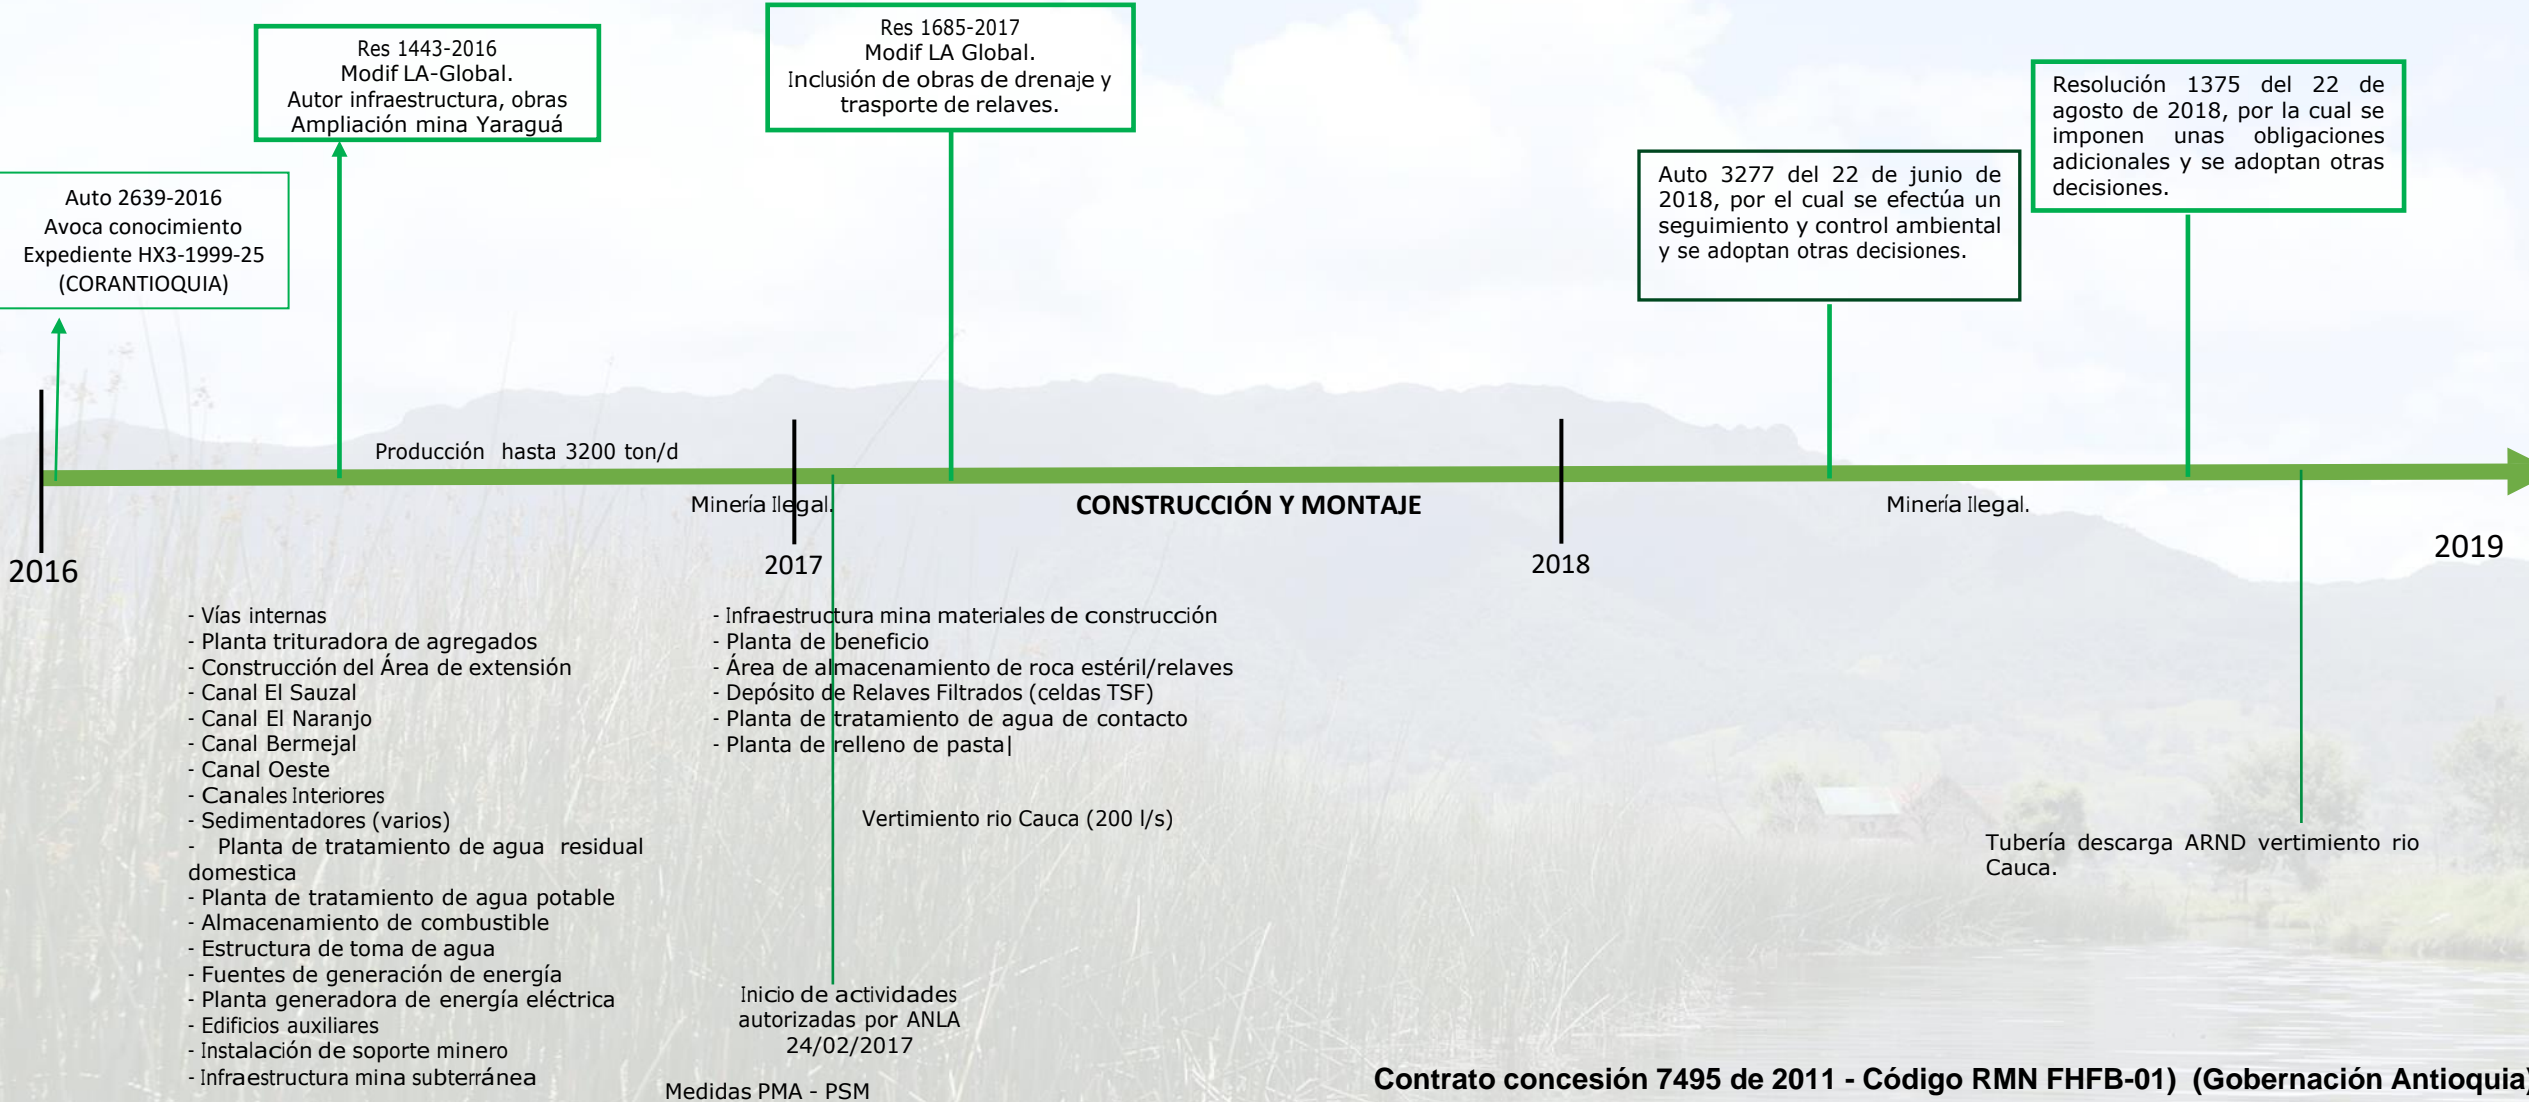 Res 1443-2016
Modif LA-Global.
Autor infraestructura, obras
Ampliación mina Yaraguá
Res 1685-2017
Modif LA Global.
Inclusión de obras de drenaje y
trasporte de relaves.
Resolución 1375 del 22 de
agosto de 2018, por la cual se
imponen unas obligaciones
adicionales y se adoptan otras
decisiones.
Auto 2639-2016
Avoca conocimiento
Expediente HX3-1999-25
(CORANTIOQUIA)
Auto 3277 del 22 de junio de
2018, por el cual se efectúa un
seguimiento y control ambiental
y se adoptan otras decisiones.
Producción hasta 3200 ton/d
Minería Ilegal.
CONSTRUCCIÓN Y MONTAJE
Minería Ilegal.
2016
2017
2018
2019
- Vías internas
- Planta trituradora de agregados
- Construcción del Área de extensión
- Canal El Sauzal
- Canal El Naranjo
- Canal Bermejal
- Canal Oeste
- Canales Interiores
- Sedimentadores (varios)
- Planta de tratamiento de agua residual
domestica
- Planta de tratamiento de agua potable
- Almacenamiento de combustible
- Estructura de toma de agua
- Fuentes de generación de energía
- Planta generadora de energía eléctrica
- Edificios auxiliares
- Instalación de soporte minero
- Infraestructura mina subterránea
- Infraestructura mina materiales de construcción
- Planta de beneficio
- Área de almacenamiento de roca estéril/relaves
- Depósito de Relaves Filtrados (celdas TSF)
- Planta de tratamiento de agua de contacto
- Planta de relleno de pasta|
Vertimiento rio Cauca (200 l/s)
Tubería descarga ARND vertimiento rio
Cauca.
Inicio de actividades
autorizadas por ANLA
24/02/2017
Medidas PMA - PSM
Contrato concesión 7495 de 2011 - Código RMN FHFB-01) (Gobernación Antioquia)